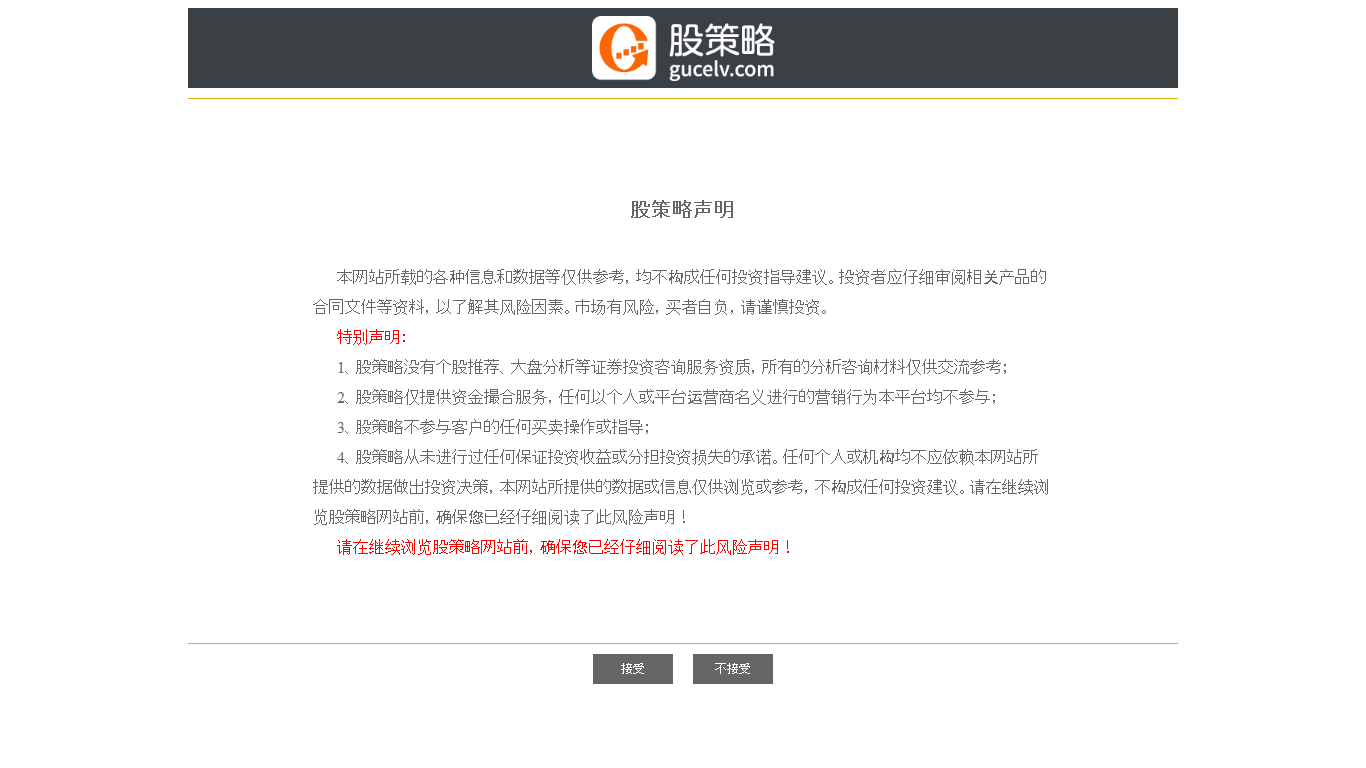 股策略
gucelv.com
股策略声明
本网站所载的各种信息和数据等仅供参考，均不构成任何投资指导建议。投资者应仔细审阅相关产品的
合同文件等资料，以了解其风险因素。市场有风险，买者自负，请谨慎投资。
特别声明：
1、股策略没有个股推荐、大盘分析等证券投资咨询服务资质，所有的分析咨询材料仅供交流参考；
2、股策略仅提供资金撮合服务，任何以个人或平台运营商名义进行的营销行为本平台均不参与；
3、股策略不参与客户的任何买卖操作或指导；
4、股策略从未进行过任何保证投资收益或分担投资损失的承诺。任何个人或机构均不应依赖本网站所
提供的数据做出投资决策，本网站所提供的数据或信息仅供浏览或参考，不构成任何投资建议。请在继续浏
览股策略网站前，确保您已经仔细阅读了此风险声明！
请在继续浏览股策略网站前，确保您已经仔细阅读了此风险声明！
接受
不接受